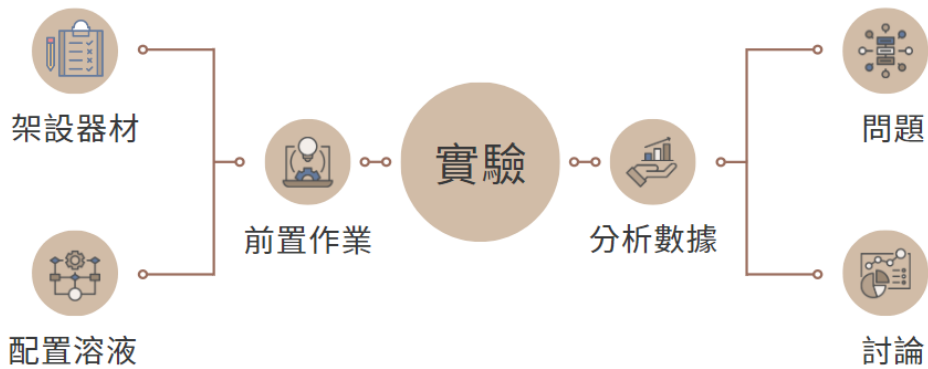 架設器材
問題
實驗
前置作業
分析數據
配置溶液
討論